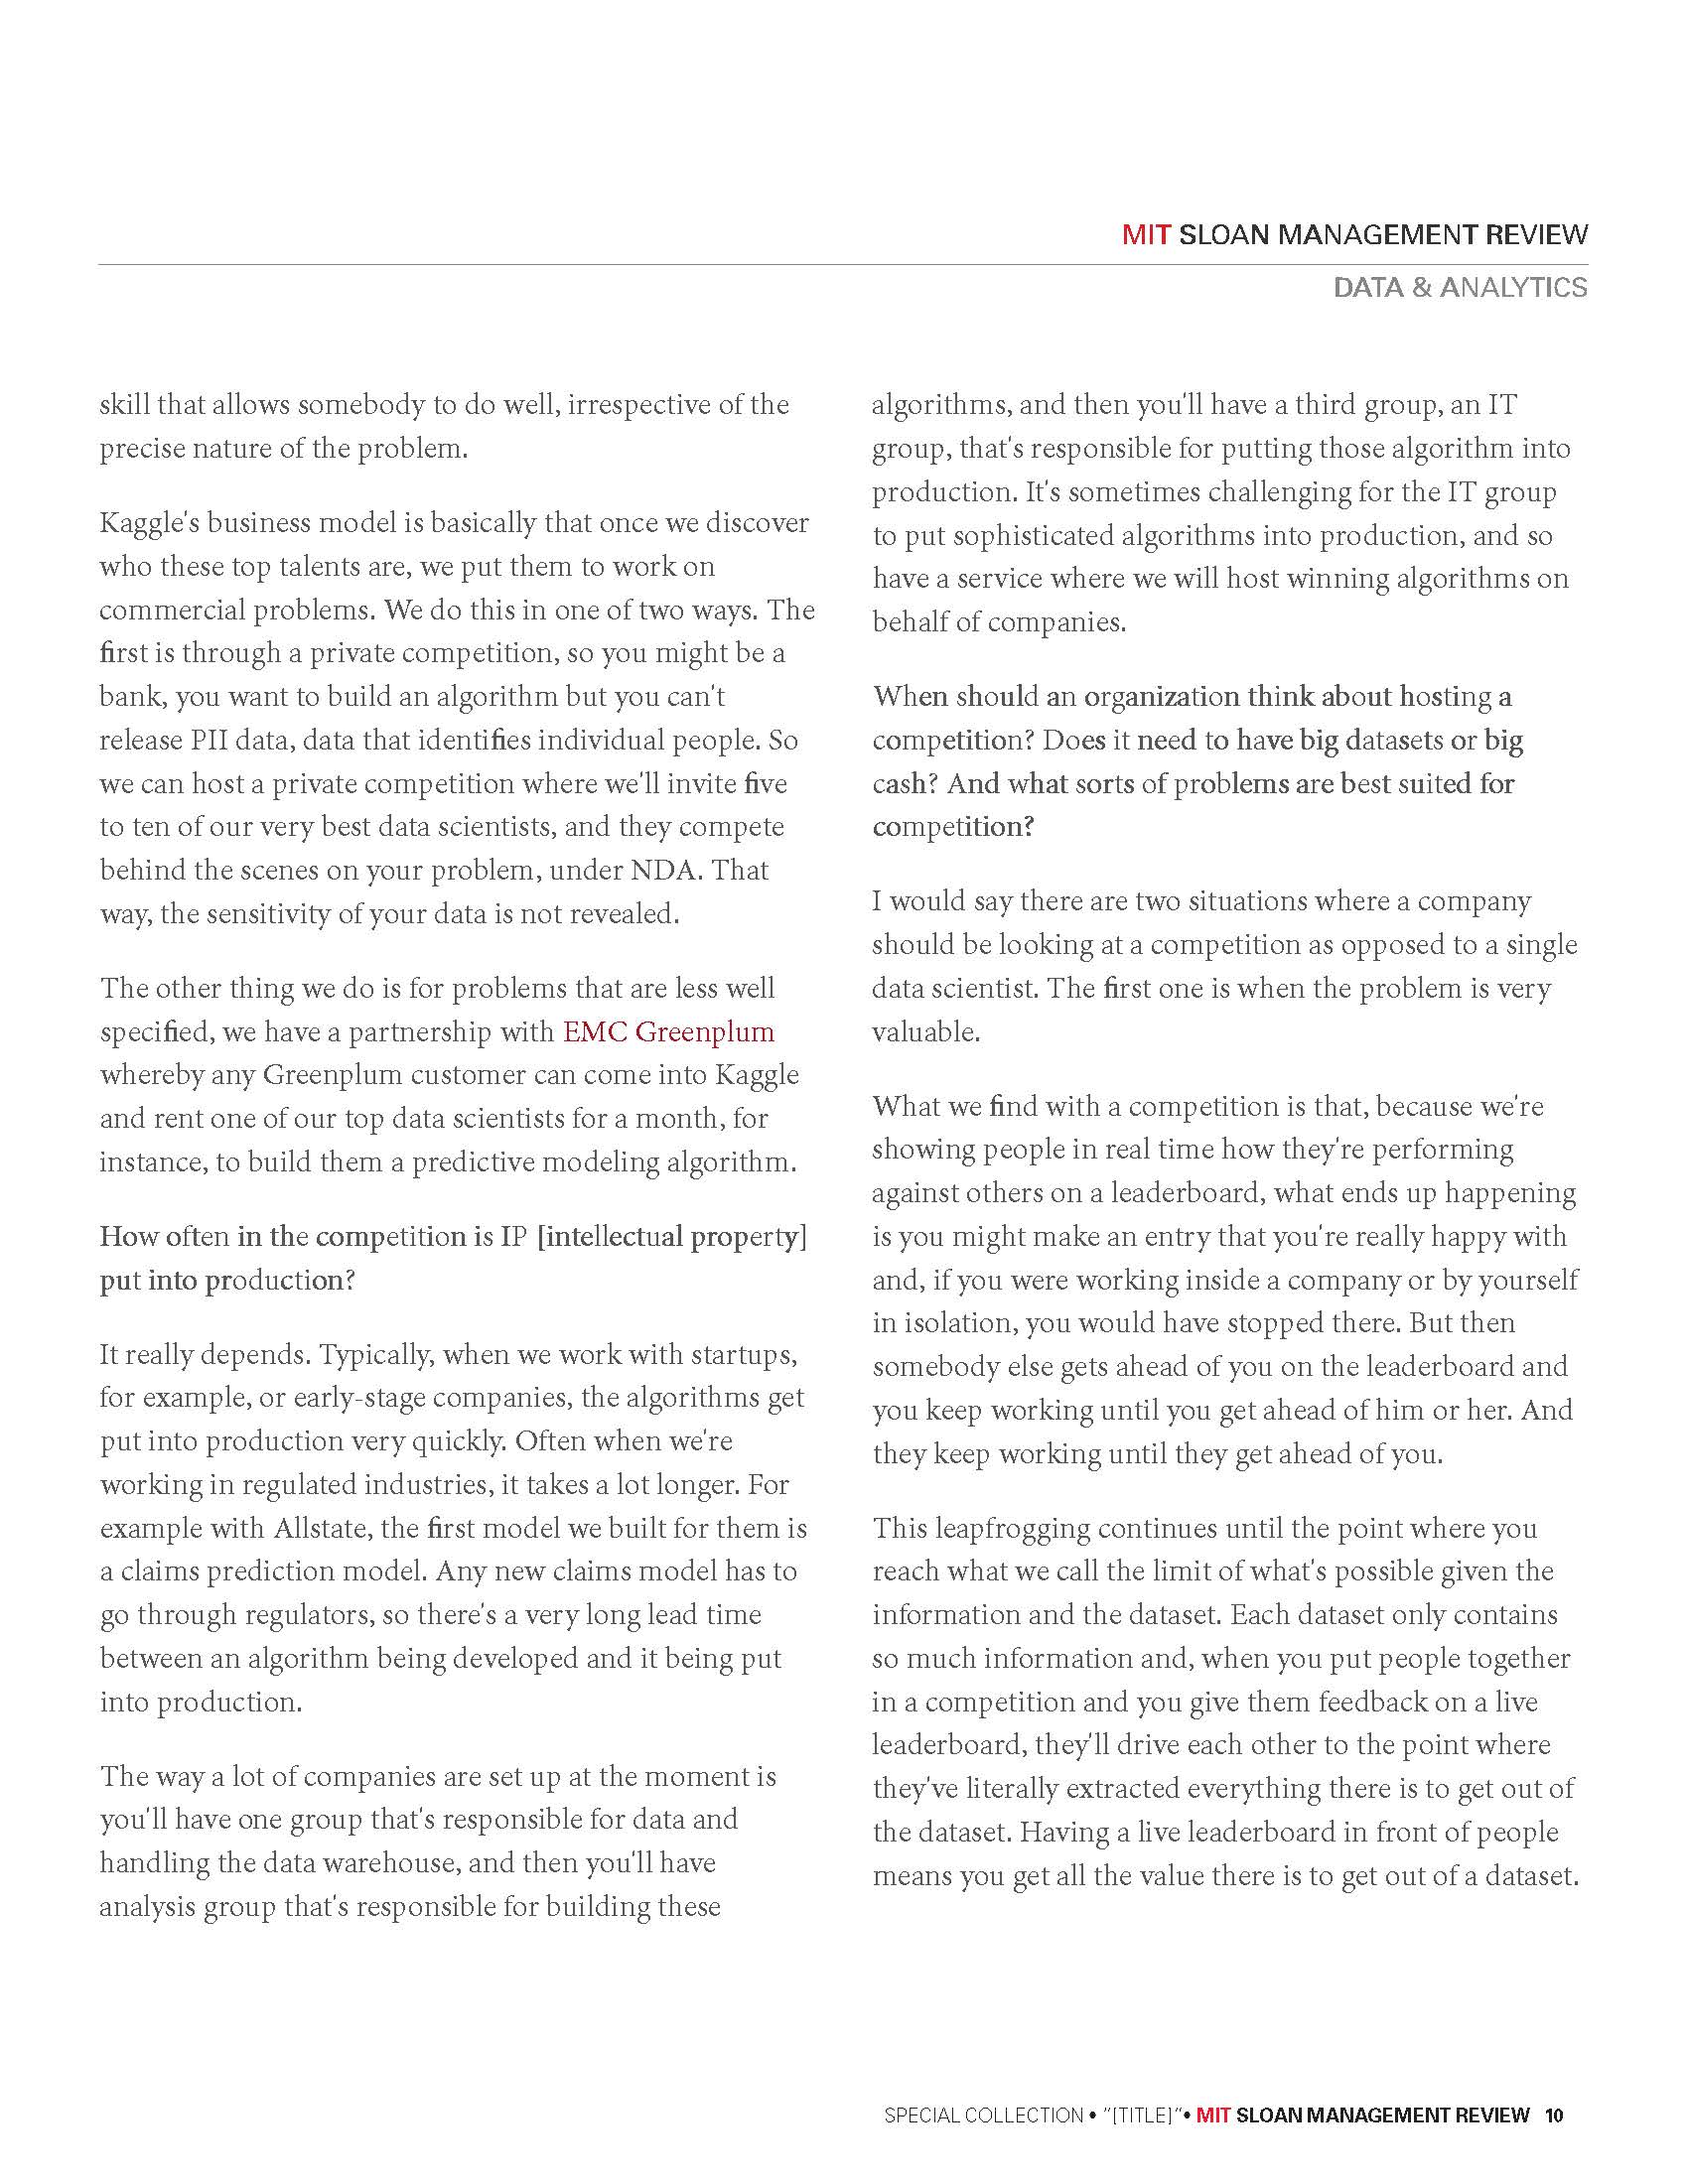 MIT SLOAN MANAGEMENT REVIEW
DATA & ANALYTICS
skill that allows somebody to do well, irrespective of the
precise nature of the problem.
Kaggle's business model is basically that once we discover
who these top talents are, we put them to work on
commercial problems. We do this in one of two ways. The
first is through a private competition, so you might be a
bank, you want to build an algorithm but you can't
release PII data, data that identifies individual people. So
we can host a private competition where we'll invite five
to ten of our very best data scientists, and they compete
behind the scenes on your problem, under NDA. That
way, the sensitivity of your data is not revealed.
The other thing we do is for problems that are less well
specified, we have a partnership with EMC Greenplum
whereby any Greenplum customer can come into Kaggle
and rent one of our top data scientists for a month, for
instance, to build them a predictive modeling algorithm.
How often in the competition is IP [intellectual property]
put into production?
It really depends. Typically, when we work with startups,
for example, or early-stage companies, the algorithms get
put into production very quickly. Often when we're
working in regulated industries, it takes a lot longer. For
example with Allstate, the first model we built for them is
a claims prediction model. Any new claims model has to
go through regulators, so there's a very long lead time
between an algorithm being developed and it being put
into production.
The way a lot of companies are set up at the moment is
you'll have one group that's responsible for data and
handling the data warehouse, and then you'll have
analysis group that's responsible for building these
algorithms, and then you'll have a third group, an IT
group, that's responsible for putting those algorithm into
production. It's sometimes challenging for the IT group
to put sophisticated algorithms into production, and so
have a service where we will host winning algorithms on
behalf of companies.
When should an organization think about hosting a
competition? Does it need to have big datasets or big
cash? And what sorts of problems are best suited for
competition?
I would say there are two situations where a company
should be looking at a competition as opposed to a single
data scientist. The first one is when the problem is very
valuable.
What we find with a competition is that, because we're
showing people in real time how they're performing
against others on a leaderboard, what ends up happening
is you might make an entry that you're really happy with
and, if you were working inside a company or by yourself
in isolation, you would have stopped there. But then
somebody else gets ahead of you on the leaderboard and
you keep working until you get ahead of him or her. And
they keep working until they get ahead of you.
This leapfrogging continues until the point where you
reach what we call the limit of what's possible given the
information and the dataset. Each dataset only contains
so much information and, when you put people together
in a competition and you give them feedback on a live
leaderboard, they'll drive each other to the point where
they've literally extracted everything there is to get out of
the dataset. Having a live leaderboard in front of people
means you get all the value there is to get out of a dataset.
SPECIAL COLLECTION • "[TITLE]"• MIT SLOAN MANAGEMENT REVIEW 10